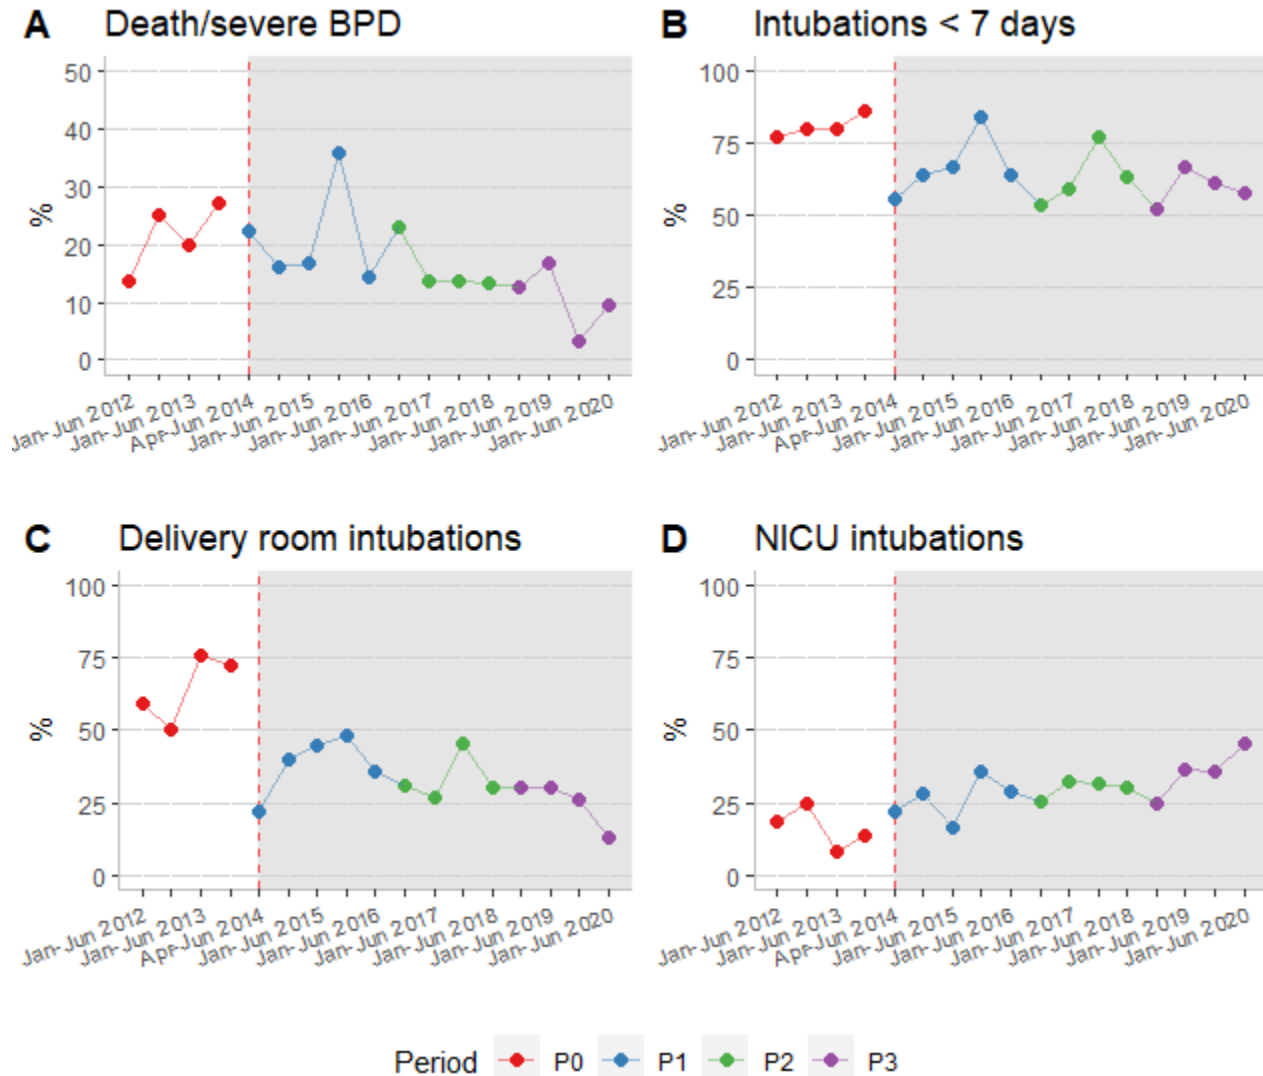 A Death/severe BPD
50
40
30
20
10
0
%
Jan-Jun 2012
Jan-Jun 2013
Apr-Jun 2014
Jan-Jun 2015
Jan-Jun 2016
Jan-Jun 2017
Jan-Jun 2018
Jan-Jun 2019
Jan-Jun 2020
B Intubations < 7 days
100
75
50
25
0
%
Jan-Jun 2012
Jan-Jun 2013
Apr-Jun 2014
Jan-Jun 2015
Jan-Jun 2016
Jan-Jun 2017
Jan-Jun 2018
Jan-Jun 2019
Jan-Jun 2020
C Delivery room intubations
100
75
50
25
0
%
Jan-Jun 2012
Jan-Jun 2013
Apr-Jun 2014
Jan-Jun 2015
Jan-Jun 2016
Jan-Jun 2017
Jan-Jun 2018
Jan-Jun 2019
Jan-Jun 2020
D NICU intubations
100
75
50
25
0
%
Jan-Jun 2012
Jan-Jun 2013
Apr-Jun 2014
Jan-Jun 2015
Jan-Jun 2016
Jan-Jun 2017
Jan-Jun 2018
Jan-Jun 2019
Jan-Jun 2020
Period P0 P1 P2 P3